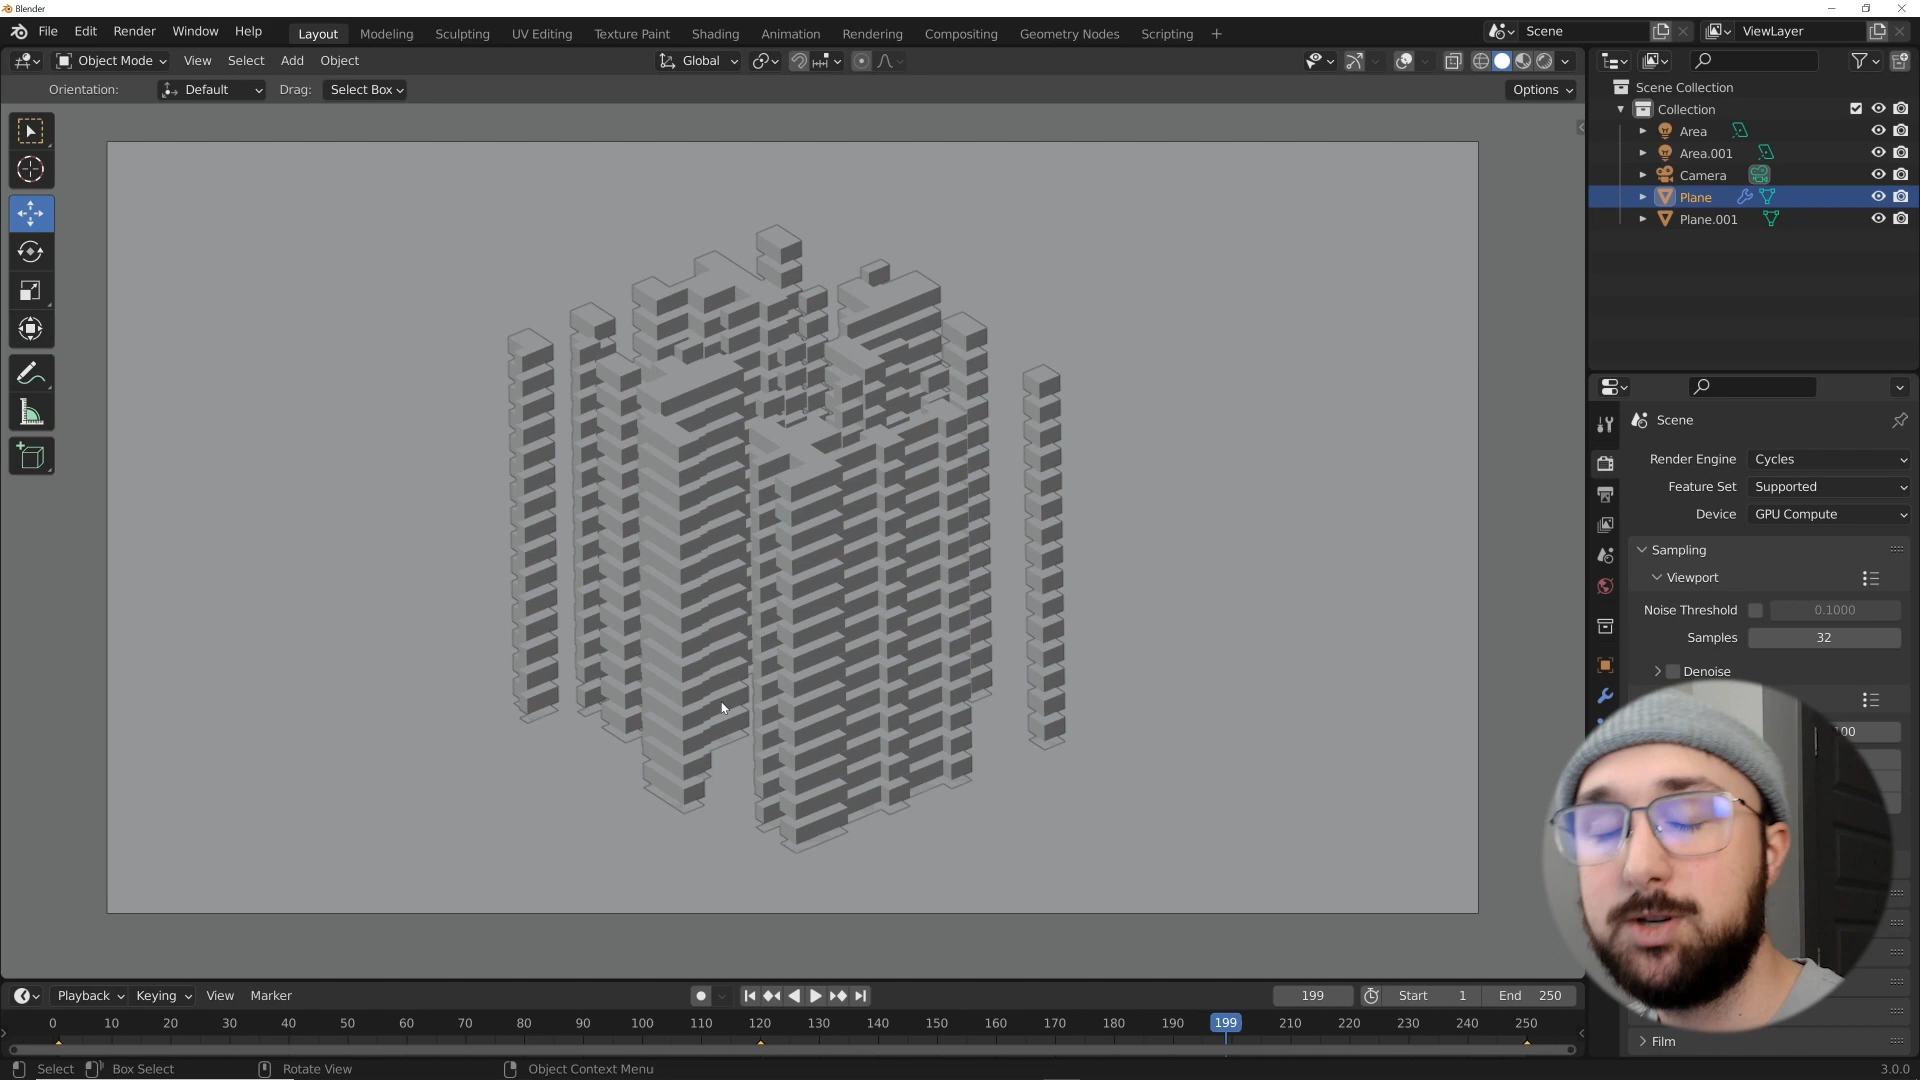 Blender
File Edit Render Window Help
Layout Modeling Sculpting UV Editing Texture Paint Shading Animation Rendering Compositing Geometry Nodes Scripting +
Scene
ViewLayer
Object Mode View Select Add Object
Global
Orientation: Default Drag: Select Box
Options
Scene Collection
Collection
Area
Area.001
Camera
Plane
Plane.001
Scene
Render Engine Cycles
Feature Set Supported
Device GPU Compute
Sampling
Viewport
Noise Threshold 0.1000
Samples 32
Denoise
Film
Playback Keying View Marker
199 Start 1 End 250
0 10 20 30 40 50 60 70 80 90 100 110 120 130 140 150 160 170 180 190 199 210 220 230 240 250
Select Box Select Rotate View Object Context Menu
3.0.0